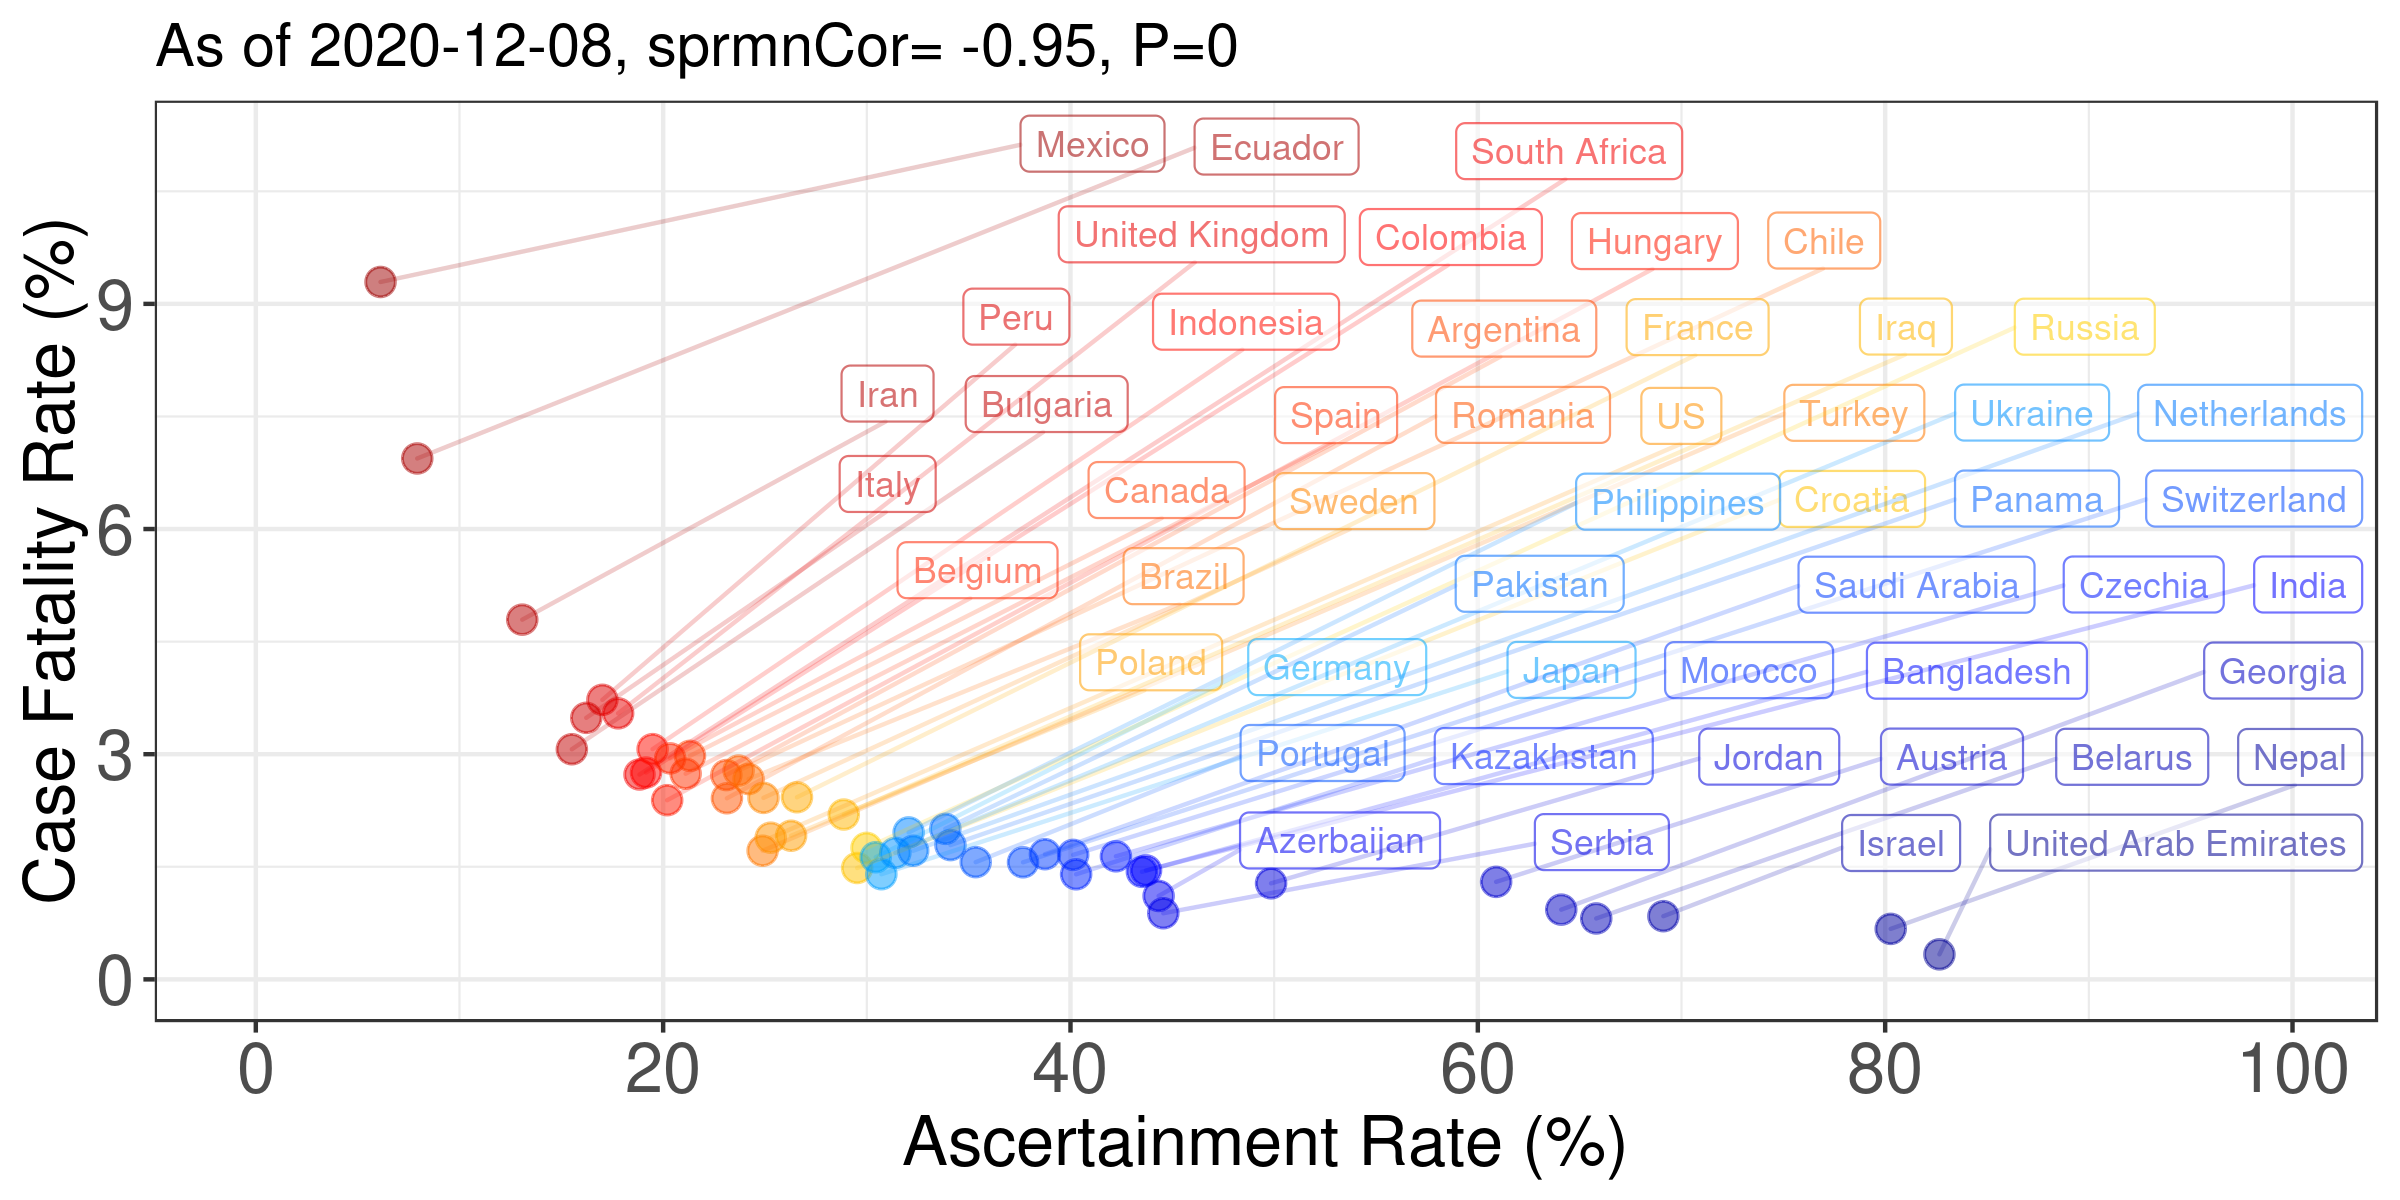 As of 2020-12-08, sprmnCor= -0.95, P=0
Mexico
Ecuador
South Africa
United Kingdom
Colombia
Hungary
Chile
Peru
Indonesia
Argentina
France
Iraq
Russia
Iran
Bulgaria
Spain
Romania
US
Turkey
Ukraine
Netherlands
Italy
Canada
Sweden
Philippines
Croatia
Panama
Switzerland
Belgium
Brazil
Pakistan
Saudi Arabia
Czechia
India
Poland
Germany
Japan
Morocco
Bangladesh
Georgia
Portugal
Kazakhstan
Jordan
Austria
Belarus
Nepal
Azerbaijan
Serbia
Israel
United Arab Emirates
Case Fatality Rate (%)
9
6
3
0
0
20
40
60
80
100
Ascertainment Rate (%)